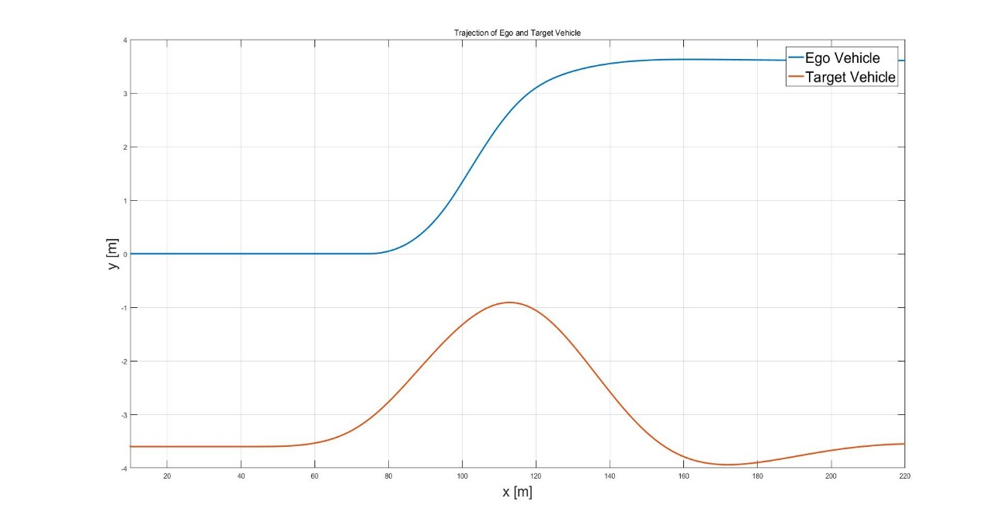 Trajection of Ego and Target Vehicle
Ego Vehicle
Target Vehicle
4
3
2
1
0
-1
-2
-3
-4
y [m]
20 40 60 80 100 120 140 160 180 200 220
x [m]